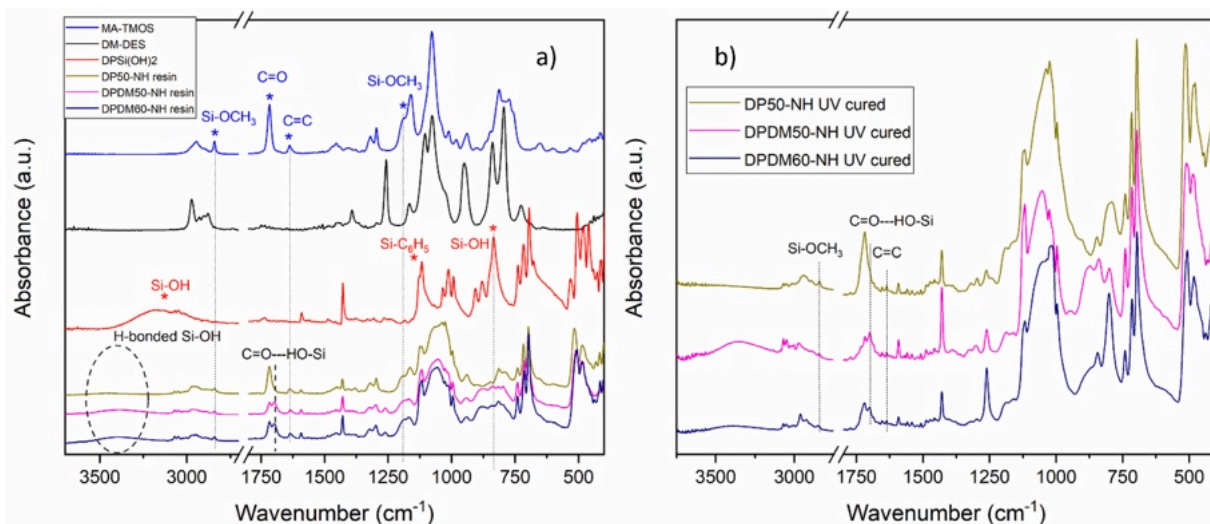 MA-TMOS
DM-DES
DPSi(OH)2
DP50-NH resin
DPDM50-NH resin
DPDM60-NH resin
a)
C=O
*
Si-OCH₃
*
C=C
*
Si-OCH₃
*
Si-OH
*
Si-C₆H₅
*
Si-OH
*
H-bonded Si-OH
C=O---HO-Si
Absorbance (a.u.)
3500 3000 1750 1500 1250 1000 750 500
Wavenumber (cm⁻¹)
b)
DP50-NH UV cured
DPDM50-NH UV cured
DPDM60-NH UV cured
C=O---HO-Si
Si-OCH₃
C=C
Absorbance (a.u.)
3500 3000 1750 1500 1250 1000 750 500
Wavenumber (cm⁻¹)